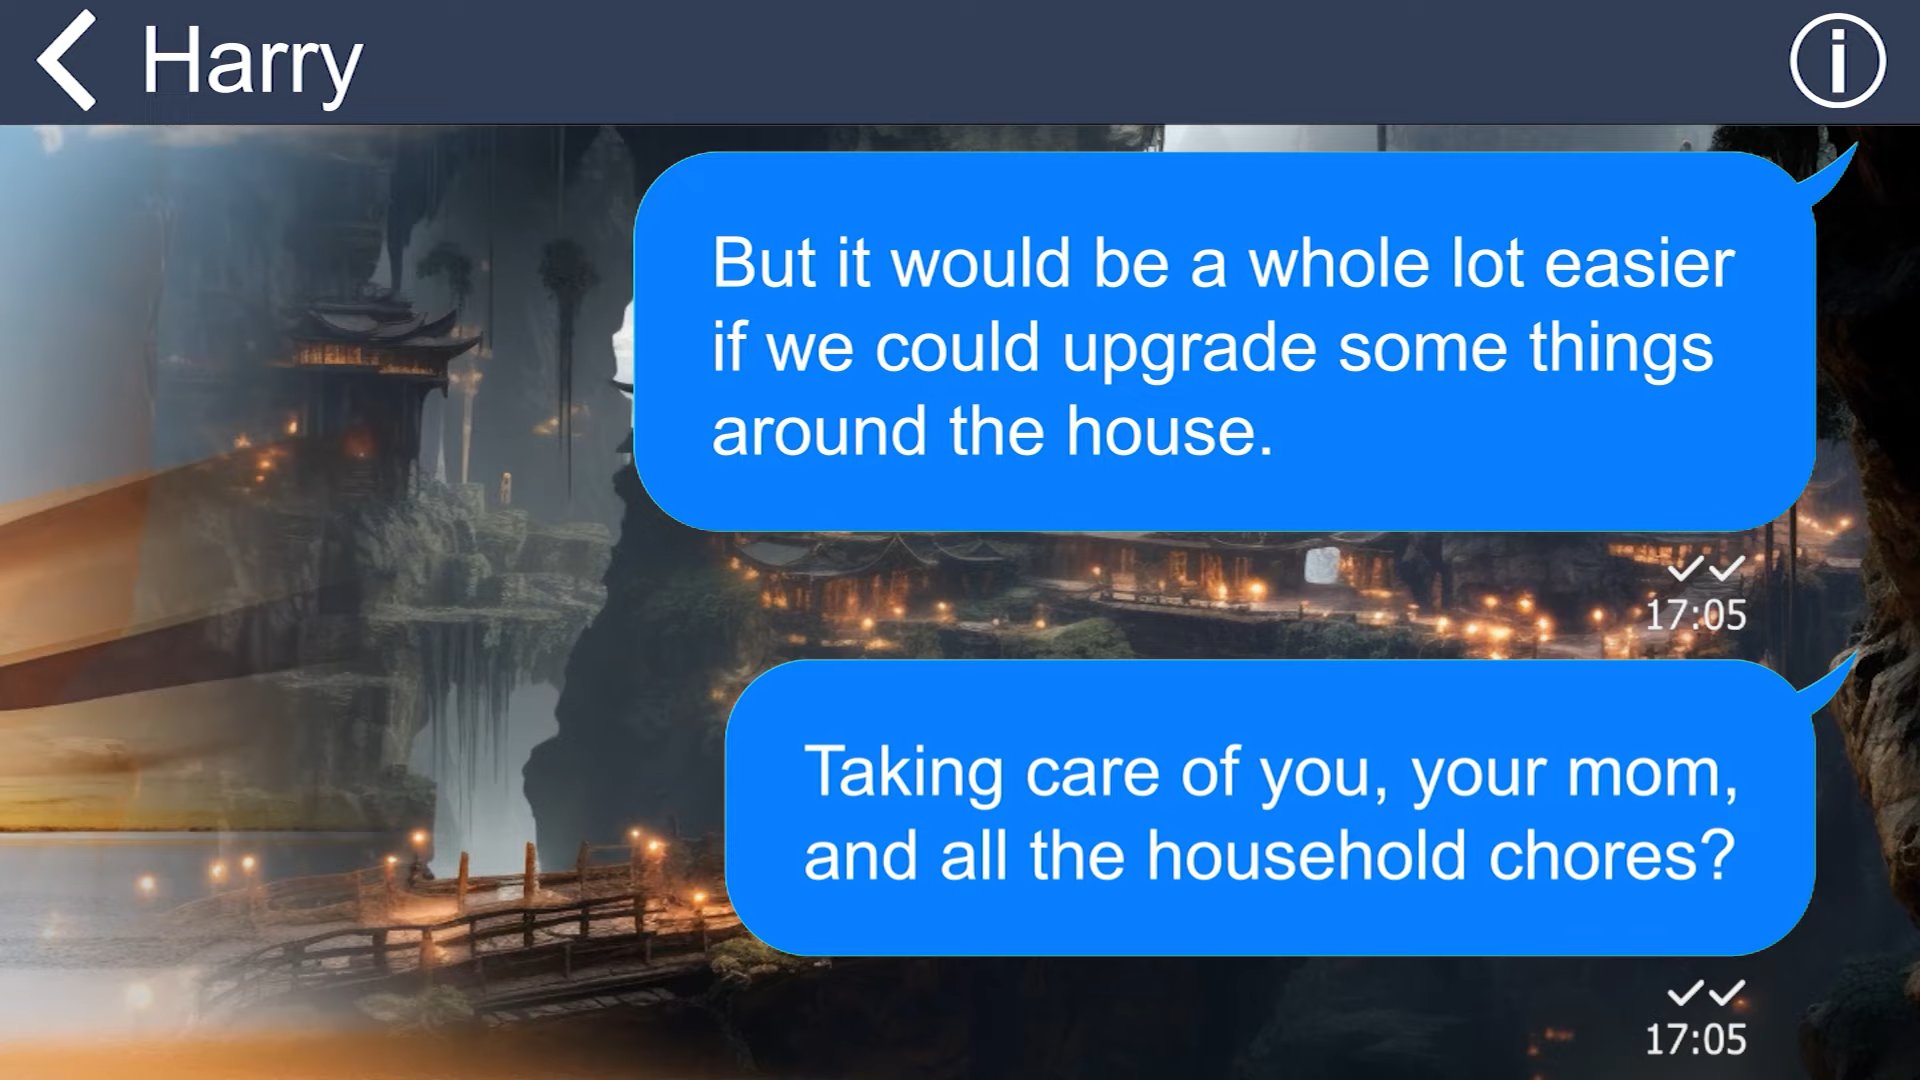 Harry
But it would be a whole lot easier
if we could upgrade some things
around the house.
17:05
Taking care of you, your mom,
and all the household chores?
17:05